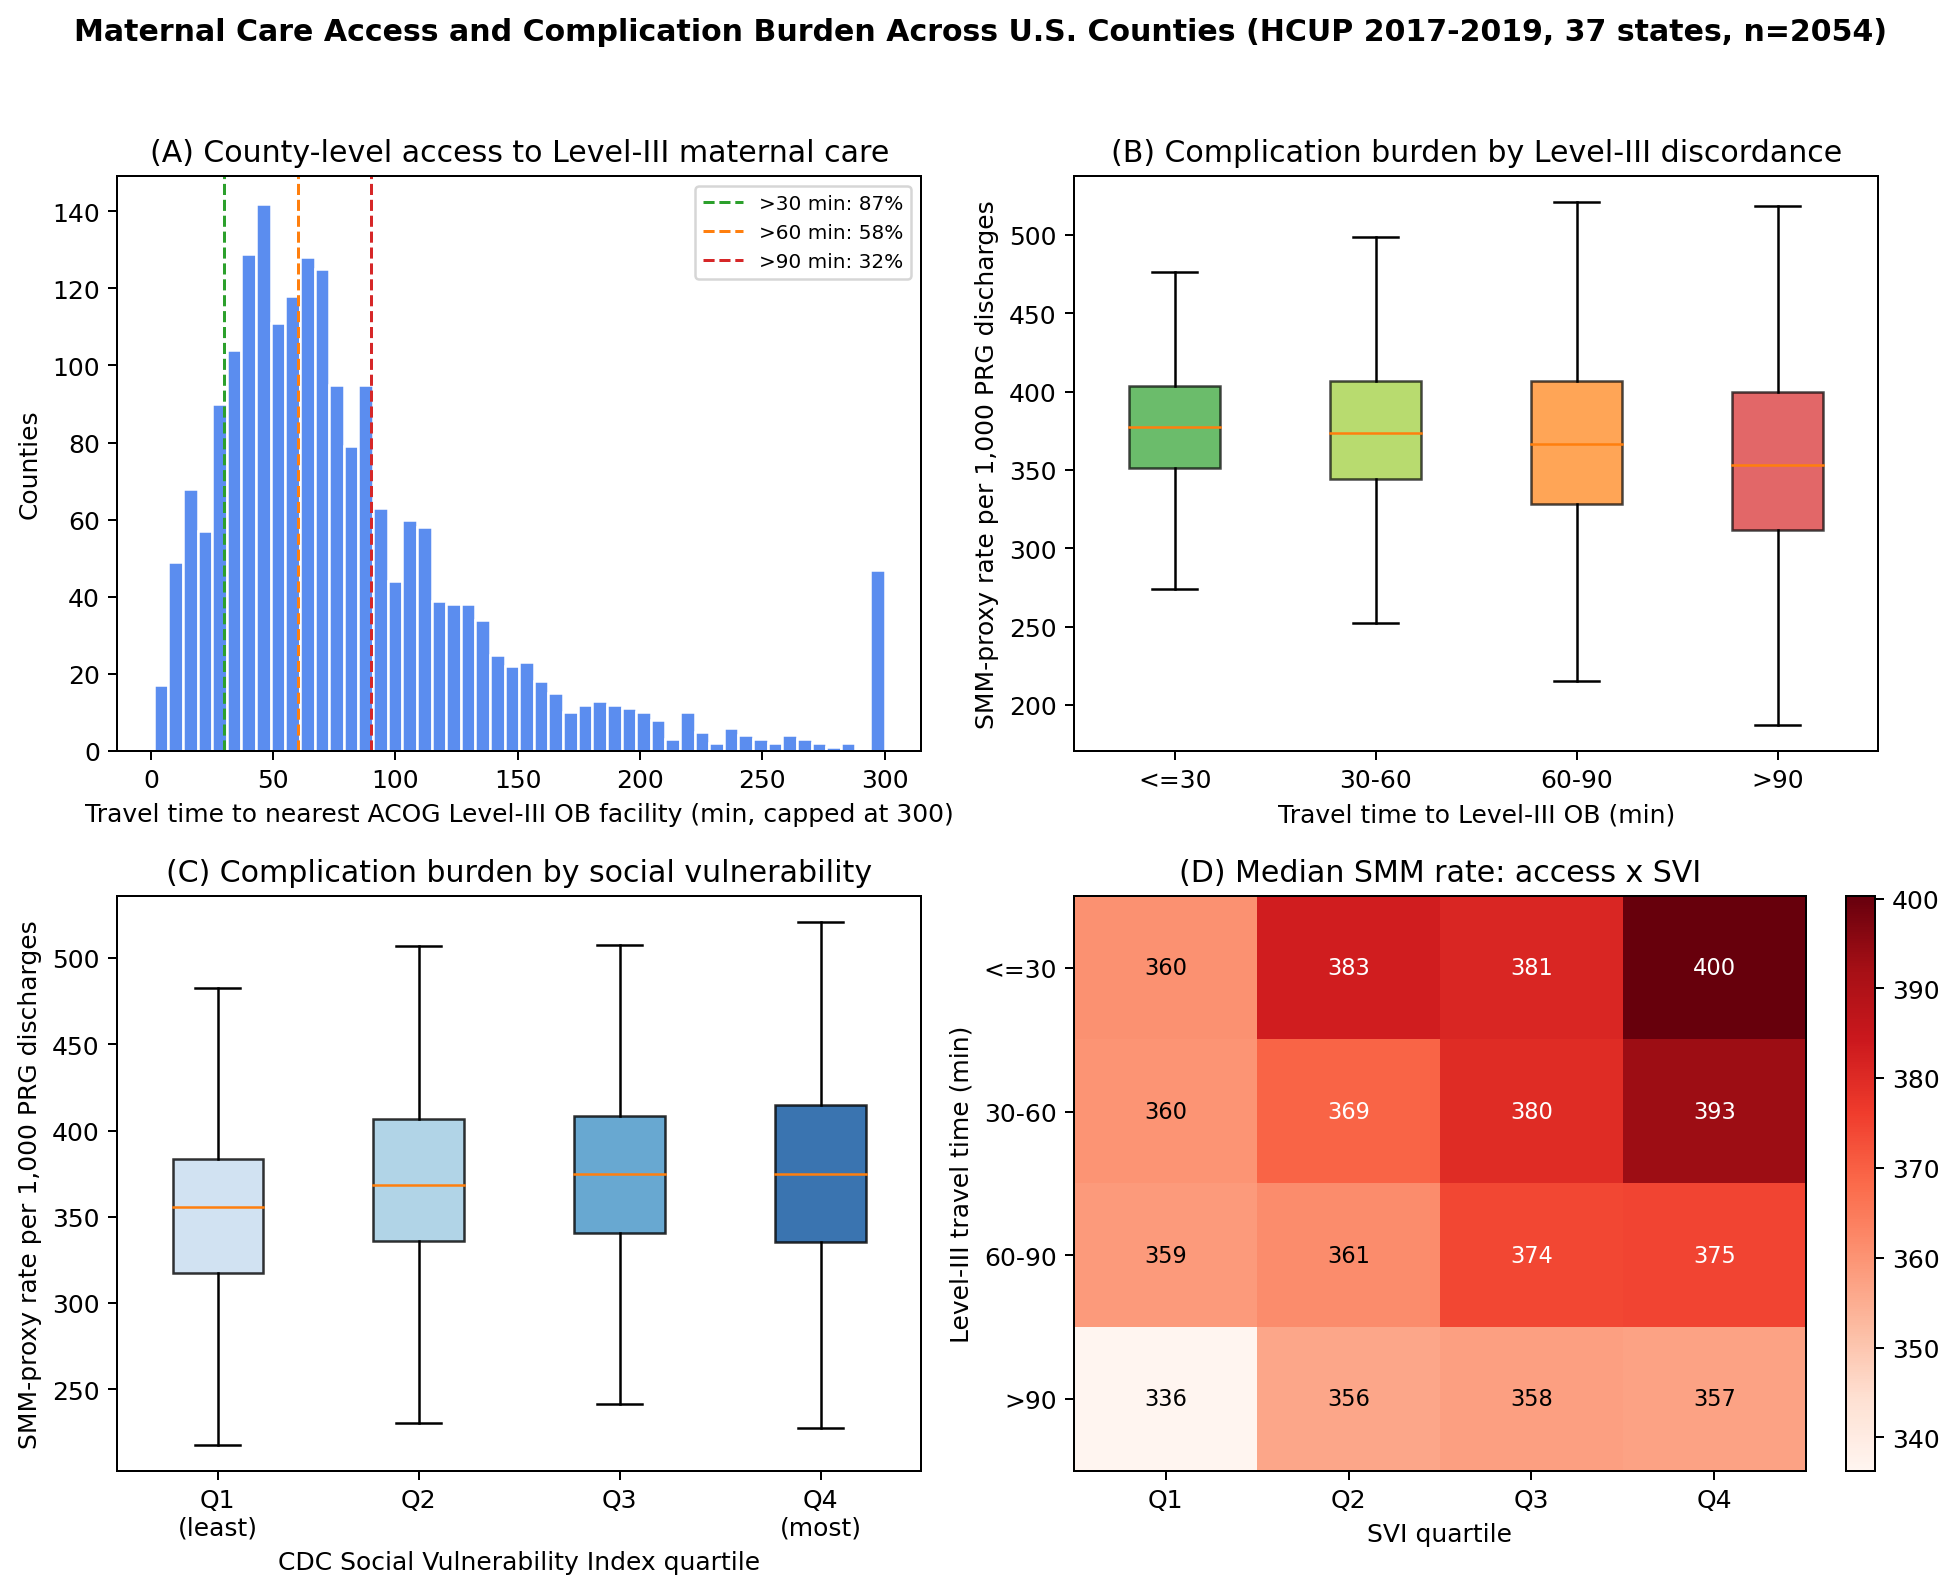 Maternal Care Access and Complication Burden Across U.S. Counties (HCUP 2017-2019, 37 states, n=2054)
(A) County-level access to Level-III maternal care
Counties
140
120
100
80
60
40
20
0
>30 min: 87%
>60 min: 58%
>90 min: 32%
0 50 100 150 200 250 300
Travel time to nearest ACOG Level-III OB facility (min, capped at 300)
(B) Complication burden by Level-III discordance
SMM-proxy rate per 1,000 PRG discharges
500
450
400
350
300
250
200
<=30 30-60 60-90 >90
Travel time to Level-III OB (min)
(C) Complication burden by social vulnerability
SMM-proxy rate per 1,000 PRG discharges
500
450
400
350
300
250
Q1 Q2 Q3 Q4
(least) (most)
CDC Social Vulnerability Index quartile
(D) Median SMM rate: access x SVI
Level-III travel time (min)
<=30 360 383 381 400
30-60 360 369 380 393
60-90 359 361 374 375
>90 336 356 358 357
Q1 Q2 Q3 Q4
SVI quartile
400
390
380
370
360
350
340